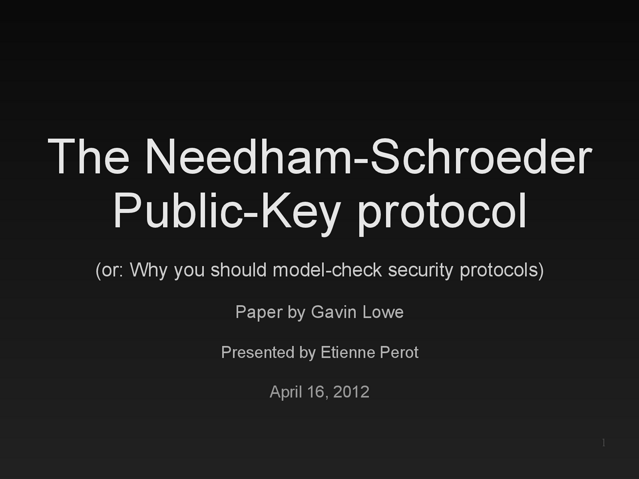 The Needham-Schroeder
Public-Key protocol
(or: Why you should model-check security protocols)
Paper by Gavin Lowe
Presented by Etienne Perot
April 16, 2012
1